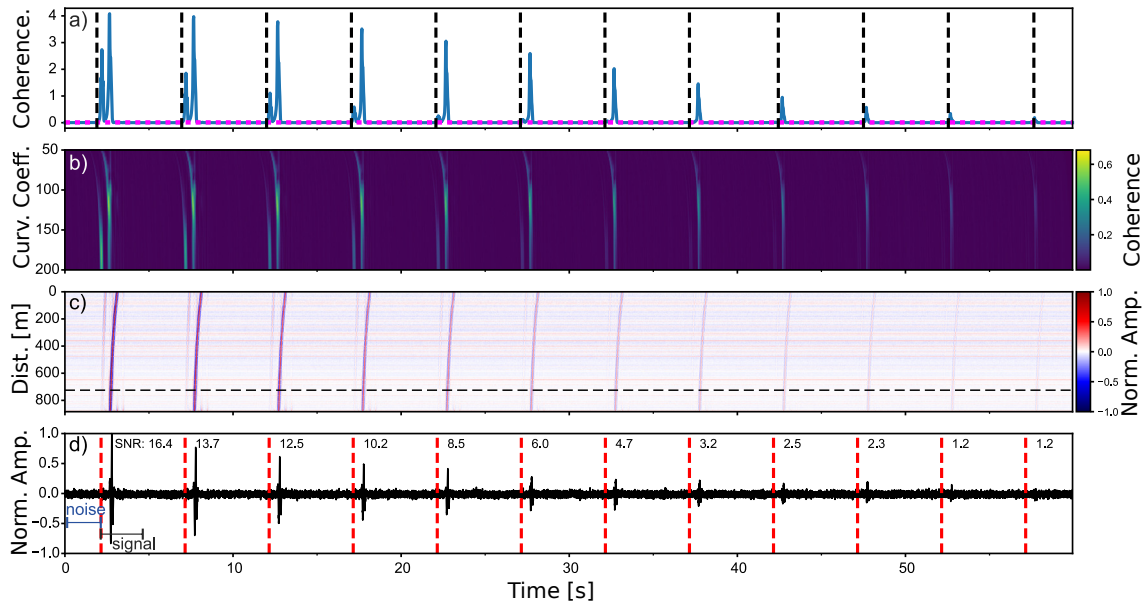 a)
Coherence.
4
3
2
1
0
b)
Curv. Coeff.
50
100
150
200
0.6
0.4
0.2
Coherence
c)
Dist. [m]
0
200
400
600
800
1.0
0.5
0.0
−0.5
−1.0
Norm. Amp.
d)
Norm. Amp.
1.0
0.5
0.0
−0.5
−1.0
SNR: 16.4 13.7 12.5 10.2 8.5 6.0 4.7 3.2 2.5 2.3 1.2 1.2
noise
signal
0 10 20 30 40 50
Time [s]